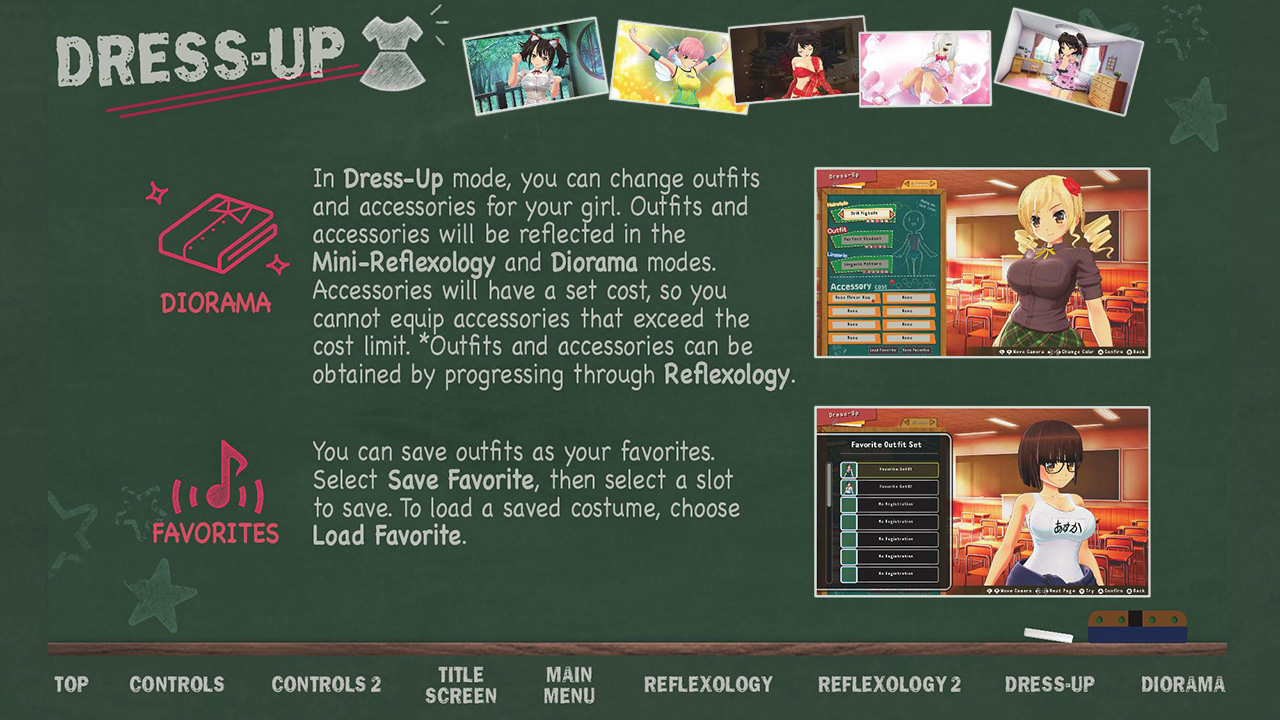 DRESS-UP
In Dress-Up mode, you can change outfits
and accessories for your girl. Outfits and
accessories will be reflected in the
Mini-Reflexology and Diorama modes.
Accessories will have a set cost, so you
cannot equip accessories that exceed the
cost limit. *Outfits and accessories can be
obtained by progressing through Reflexology.
DIORAMA
Dress-Up
Hairstyle
Drill Pigtails
Outfit
Perfect Student
Lingerie
Lingerie Pattern
Accessory cost
None
None
None
None
None
None
None
Load Favorite
Save Favorite
Move Camera Change Color Confirm Back
You can save outfits as your favorites.
Select Save Favorite, then select a slot
to save. To load a saved costume, choose
Load Favorite.
FAVORITES
Dress-Up
Favorite Outfit Set
Favorite Set01
Favorite Set02
No Registration
No Registration
No Registration
No Registration
No Registration
あすか
Move Camera Next Page Try Confirm Back
TOP
CONTROLS
CONTROLS 2
TITLE
SCREEN
MAIN
MENU
REFLEXOLOGY
REFLEXOLOGY 2
DRESS-UP
DIORAMA